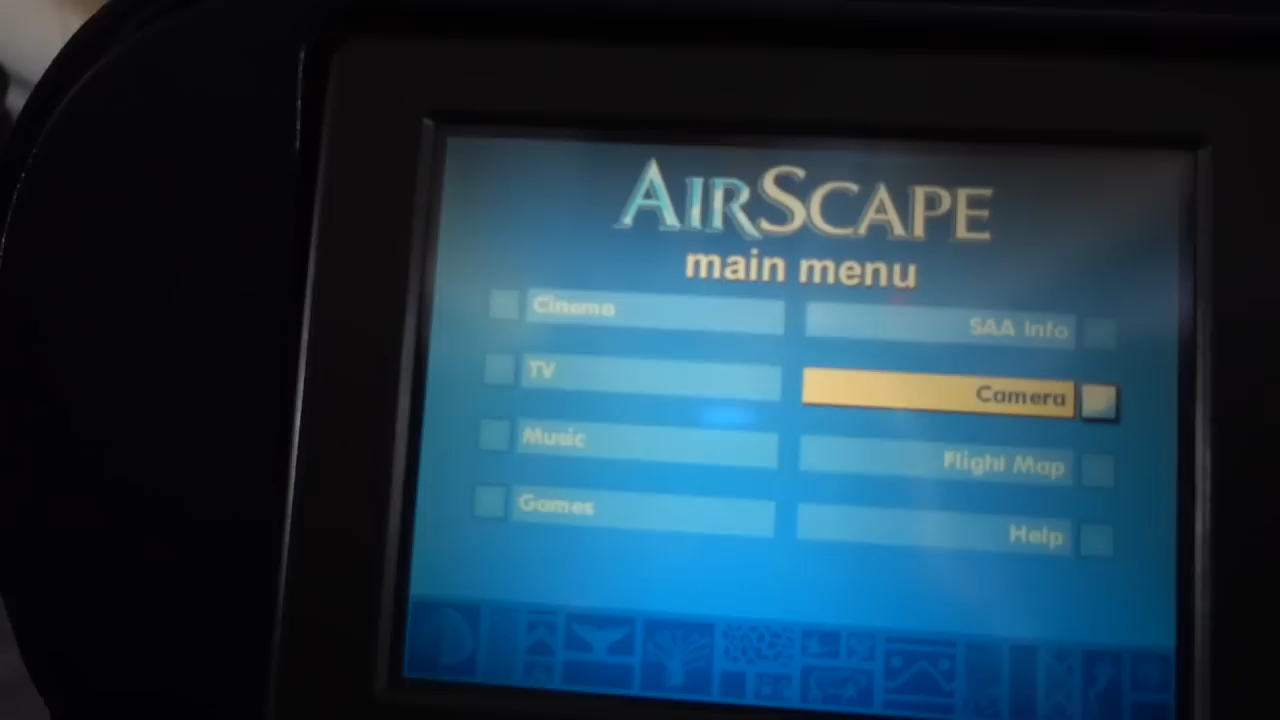 AIRSCAPE
main menu
Cinema
TV
Music
Games
SAA Info
Camera
Flight Map
Help